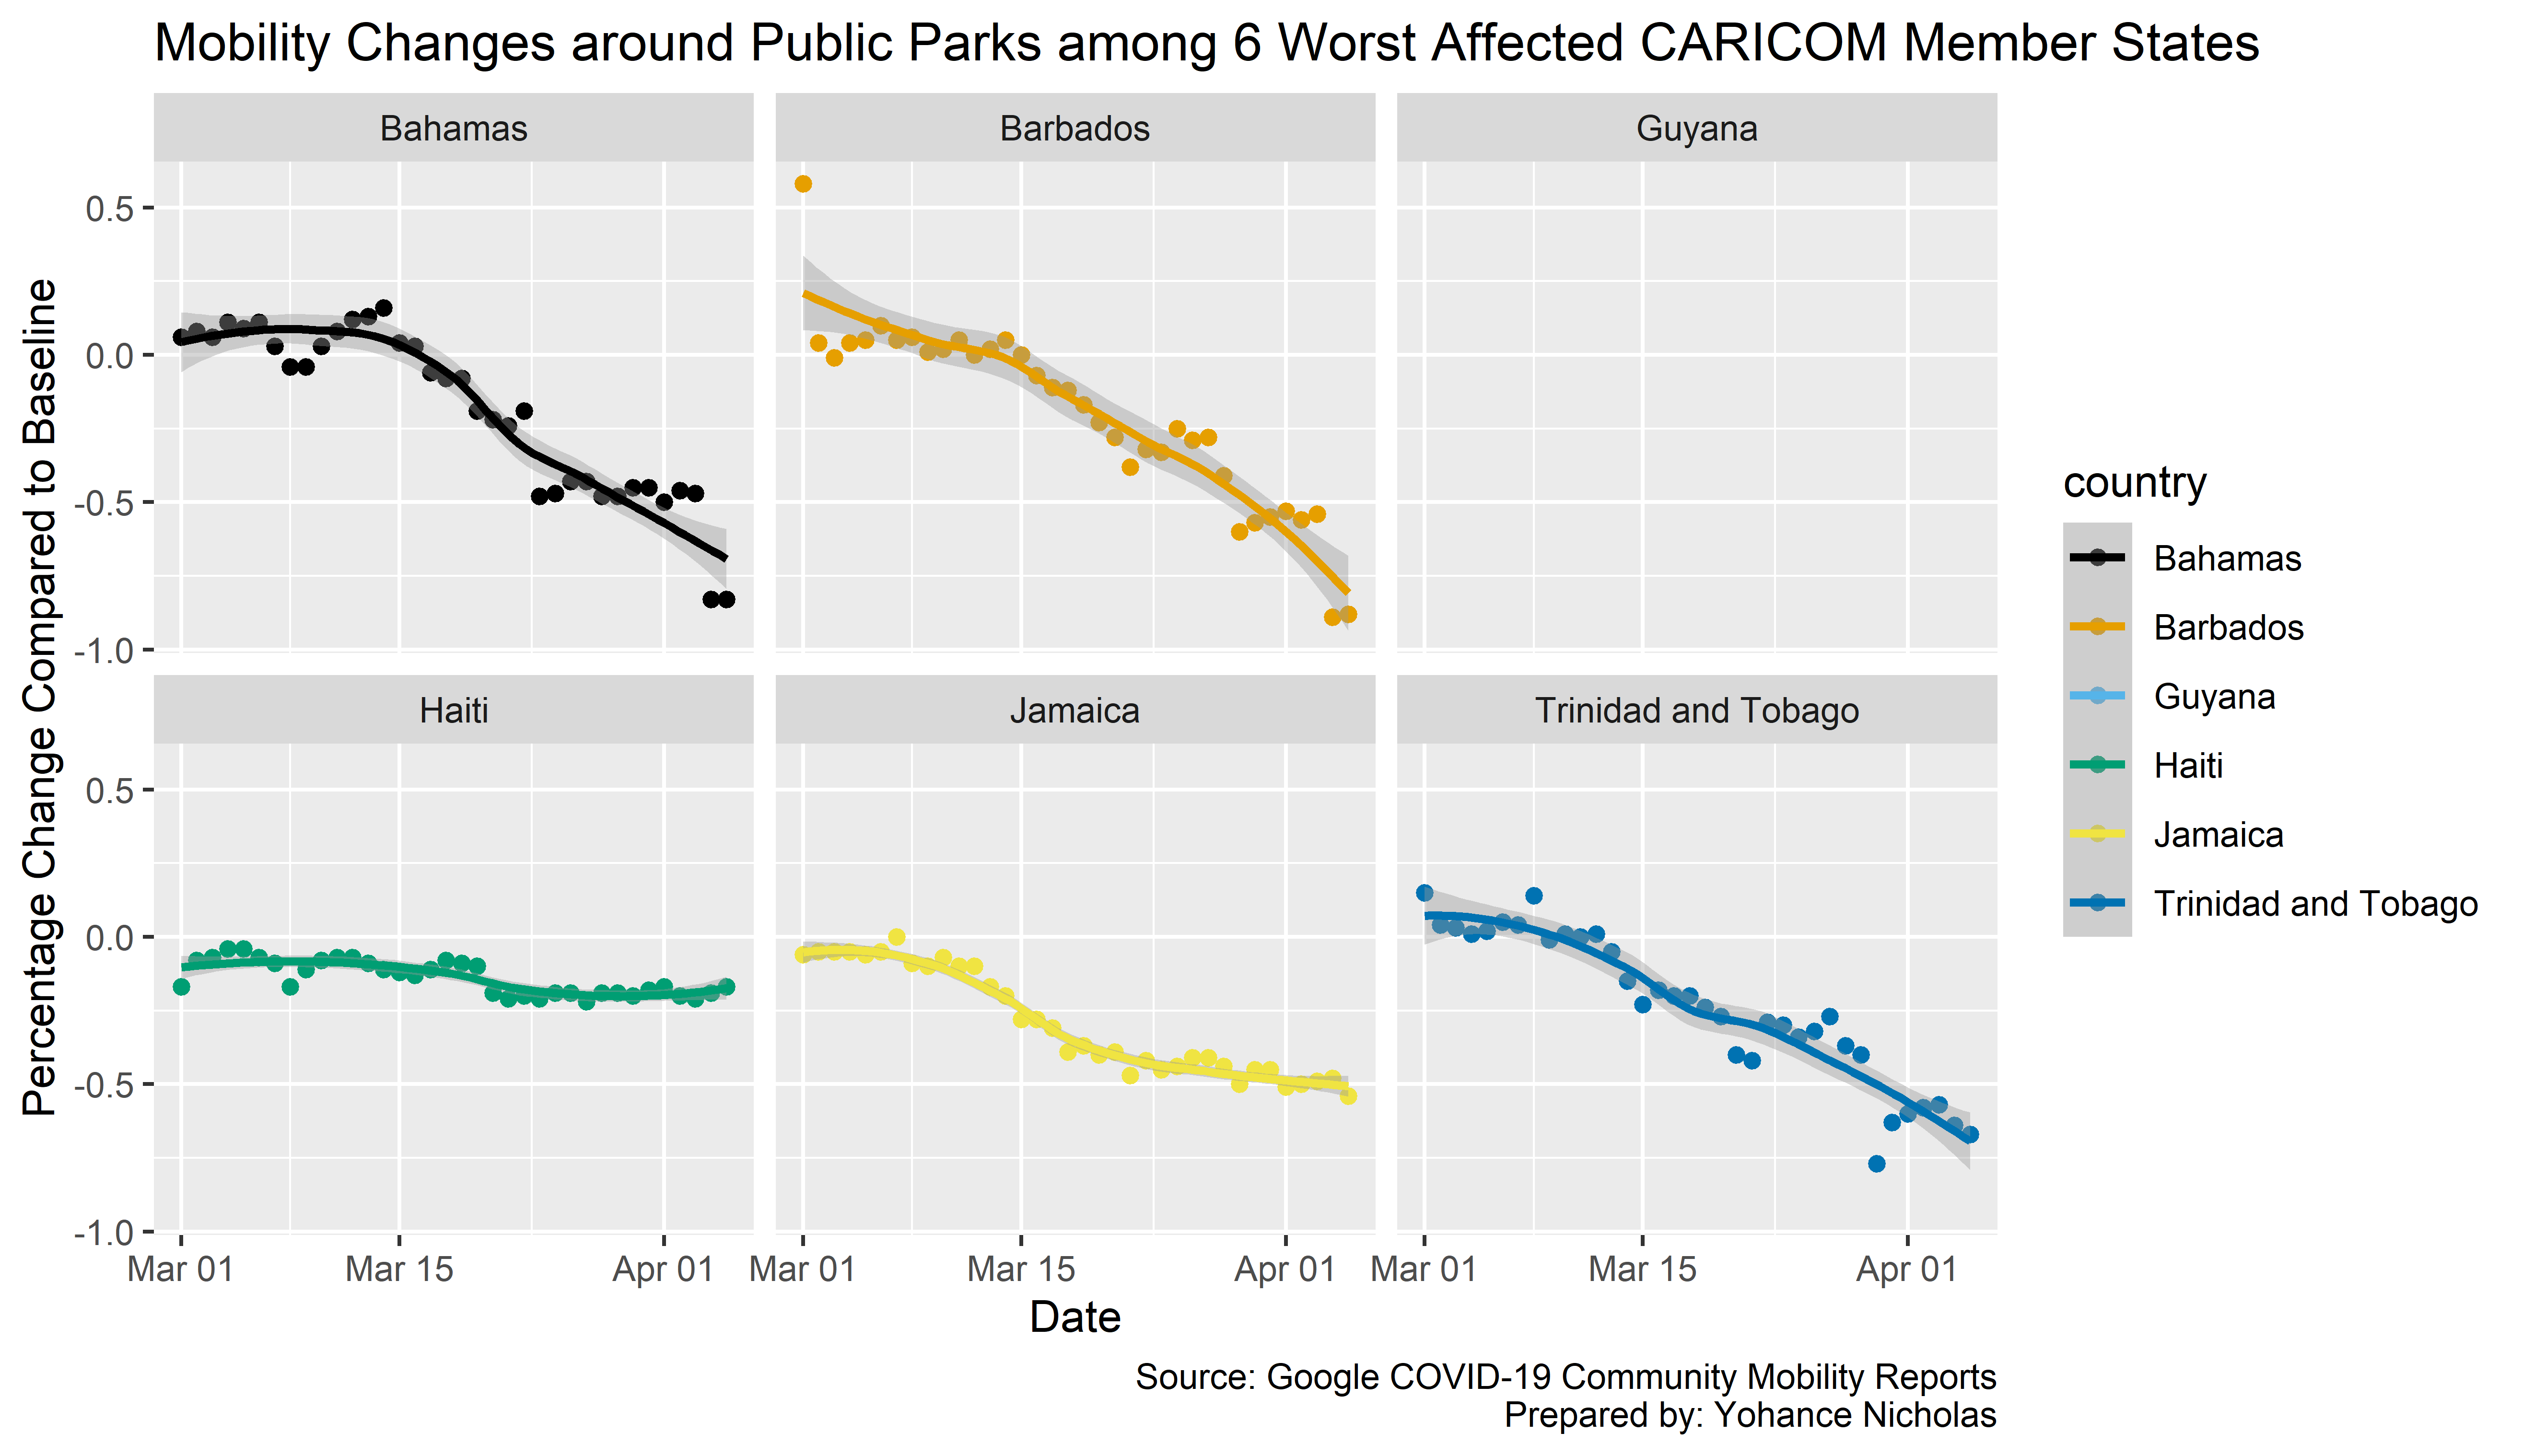 Mobility Changes around Public Parks among 6 Worst Affected CARICOM Member States
Bahamas
Barbados
Guyana
0.5
0.0
-0.5
-1.0
Haiti
Jamaica
Trinidad and Tobago
0.5
0.0
-0.5
-1.0
Mar 01
Mar 15
Apr 01
Mar 01
Mar 15
Apr 01
Mar 01
Mar 15
Apr 01
Percentage Change Compared to Baseline
Date
country
Bahamas
Barbados
Guyana
Haiti
Jamaica
Trinidad and Tobago
Source: Google COVID-19 Community Mobility Reports
Prepared by: Yohance Nicholas